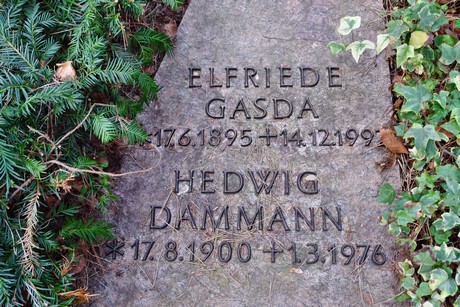 ELFRIEDE
GASDA
17.6.1895 + 14.12.199
HEDWIG
DAMMANN
* 17.8.1900 + 1.3.1976